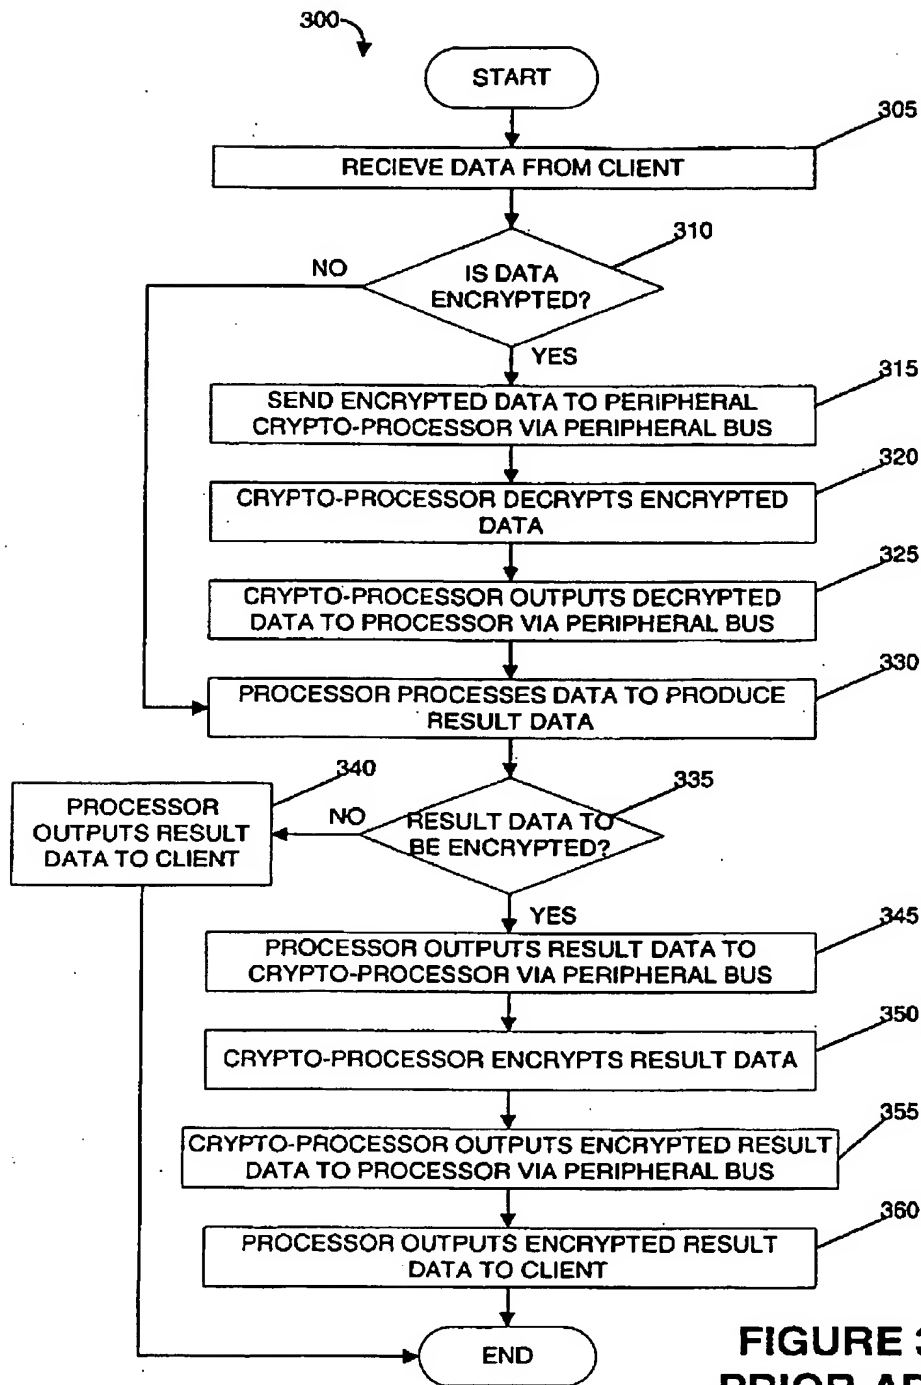 300
START
305
RECIEVE DATA FROM CLIENT
310
NO
IS DATA
ENCRYPTED?
YES
315
SEND ENCRYPTED DATA TO PERIPHERAL
CRYPTO-PROCESSOR VIA PERIPHERAL BUS
320
CRYPTO-PROCESSOR DECRYPTS ENCRYPTED
DATA
325
CRYPTO-PROCESSOR OUTPUTS DECRYPTED
DATA TO PROCESSOR VIA PERIPHERAL BUS
330
PROCESSOR PROCESSES DATA TO PRODUCE
RESULT DATA
340
PROCESSOR
OUTPUTS RESULT
DATA TO CLIENT
NO
335
RESULT DATA TO
BE ENCRYPTED?
YES
345
PROCESSOR OUTPUTS RESULT DATA TO
CRYPTO-PROCESSOR VIA PERIPHERAL BUS
350
CRYPTO-PROCESSOR ENCRYPTS RESULT DATA
355
CRYPTO-PROCESSOR OUTPUTS ENCRYPTED RESULT
DATA TO PROCESSOR VIA PERIPHERAL BUS
360
PROCESSOR OUTPUTS ENCRYPTED RESULT
DATA TO CLIENT
END
FIGURE 3
PRIOR